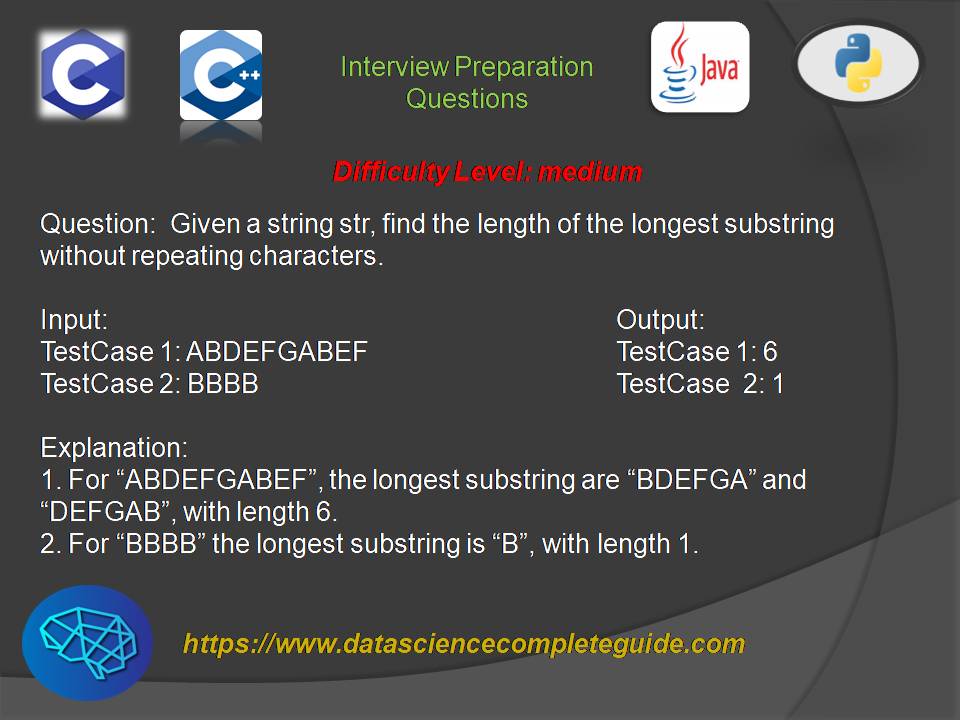 C
C++
Interview Preparation
Questions
Java
Difficulty Level: medium
Question:  Given a string str, find the length of the longest substring
without repeating characters.
Input:
Output:
TestCase 1: ABDEFGABEF
TestCase 1: 6
TestCase 2: BBBB
TestCase  2: 1
Explanation:
1. For “ABDEFGABEF”, the longest substring are “BDEFGA” and
“DEFGAB”, with length 6.
2. For “BBBB” the longest substring is “B”, with length 1.
https://www.datasciencecompleteguide.com